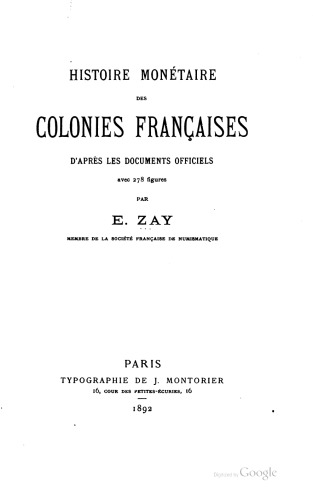 HISTOIRE MONÉTAIRE
DES
COLONIES FRANÇAISES
D'APRÈS LES DOCUMENTS OFFICIELS
avec 278 figures
PAR
E. ZAY
MEMBRE DE LA SOCIÉTÉ FRANÇAISE DE NUMISMATIQUE
PARIS
TYPOGRAPHIE DE J. MONTORIER
16, COUR DES PETITES-ÉCURIES, 16
1892
Digitized by Google